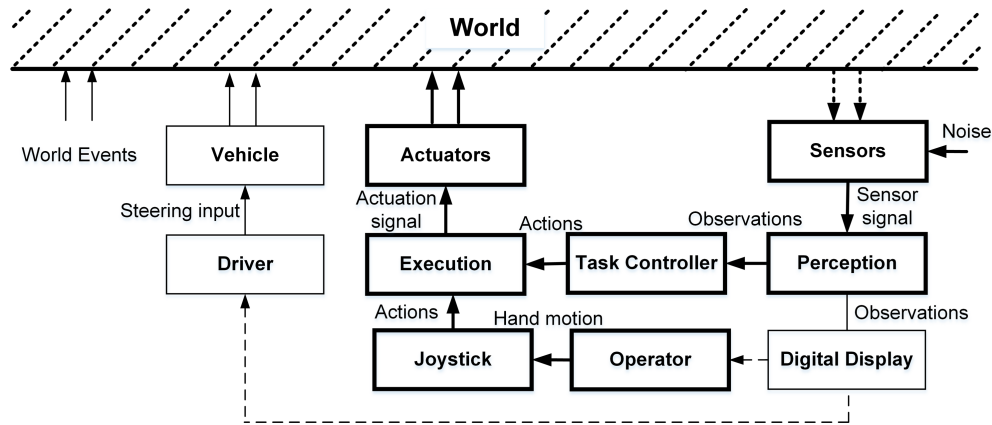 World
World Events
Vehicle
Actuators
Sensors
Noise
Steering input
Actuation
signal
Sensor
signal
Actions
Observations
Driver
Execution
Task Controller
Perception
Actions
Hand motion
Observations
Joystick
Operator
Digital Display